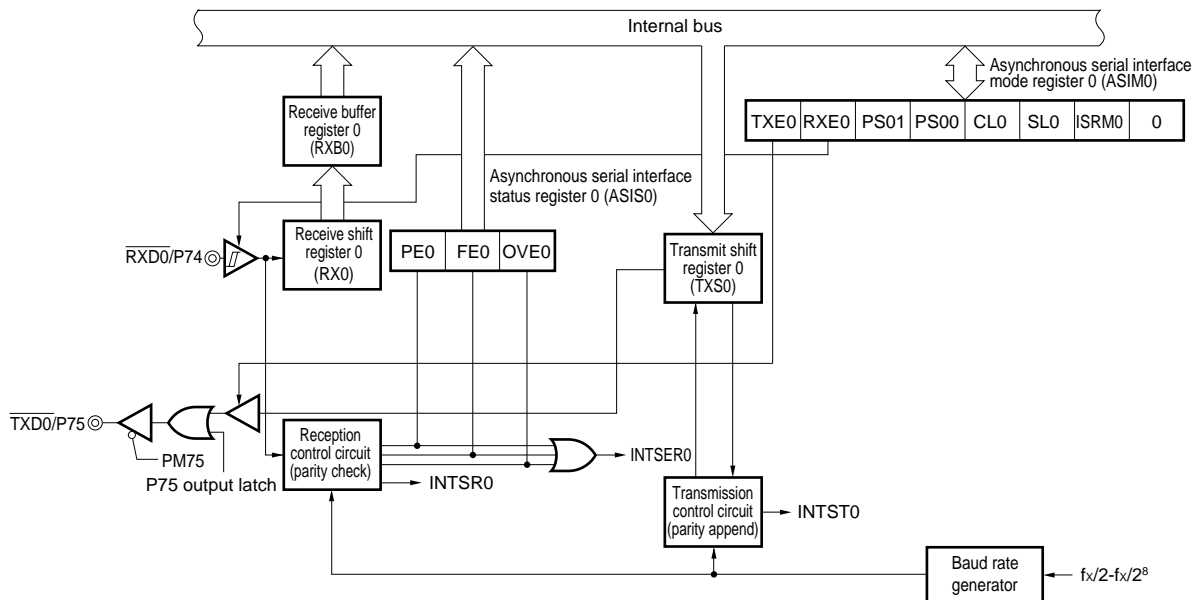 Internal bus
Asynchronous serial interface
mode register 0 (ASIM0)
Receive buffer
register 0
(RXB0)
TXE0 RXE0 PS01 PS00 CL0 SL0 ISRM0 0
Asynchronous serial interface
status register 0 (ASIS0)
RXD0/P74
Receive shift
register 0
(RX0)
PE0 FE0 OVE0
Transmit shift
register 0
(TXS0)
TXD0/P75
PM75
P75 output latch
Reception
control circuit
(parity check)
INTSER0
INTSR0
Transmission
control circuit
(parity append)
INTST0
Baud rate
generator
fx/2-fx/2⁸